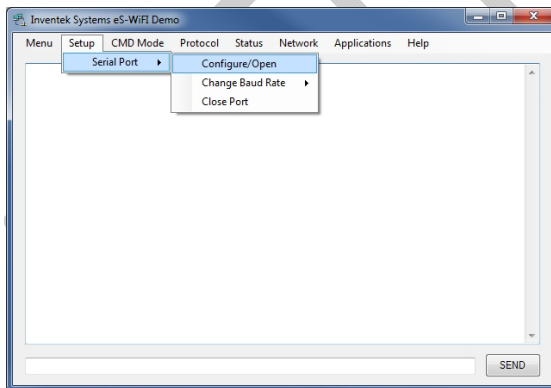 Inventek Systems eS-WiFI Demo
Menu Setup CMD Mode Protocol Status Network Applications Help
Serial Port Configure/Open
Change Baud Rate
Close Port
SEND